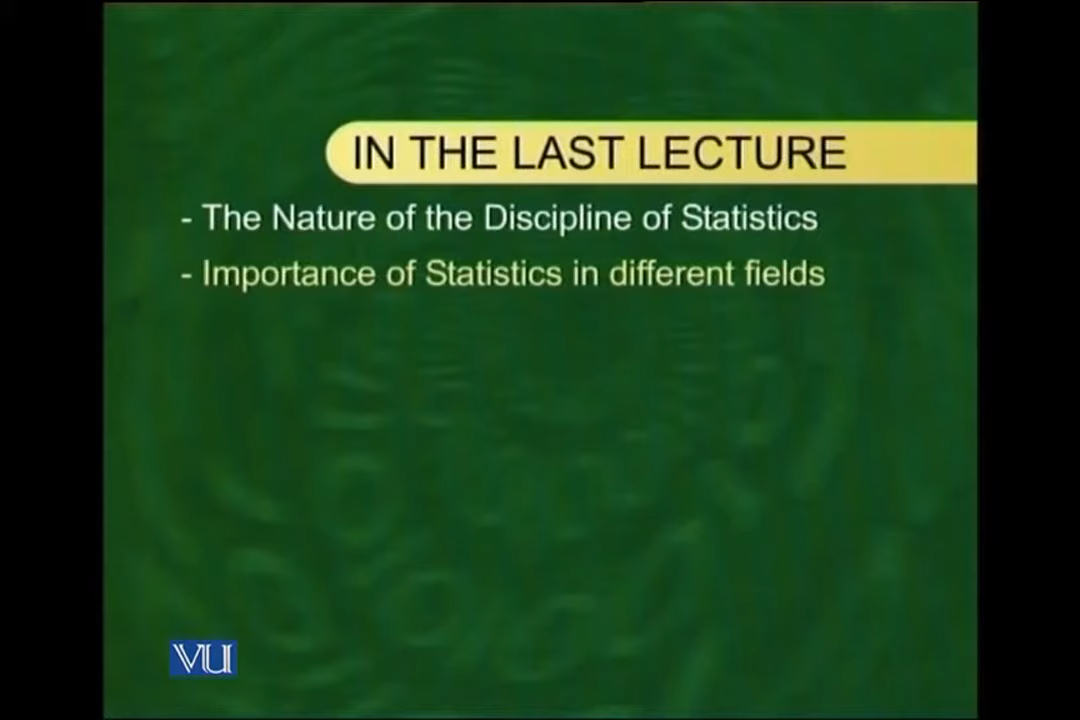 IN THE LAST LECTURE
- The Nature of the Discipline of Statistics
- Importance of Statistics in different fields
VU